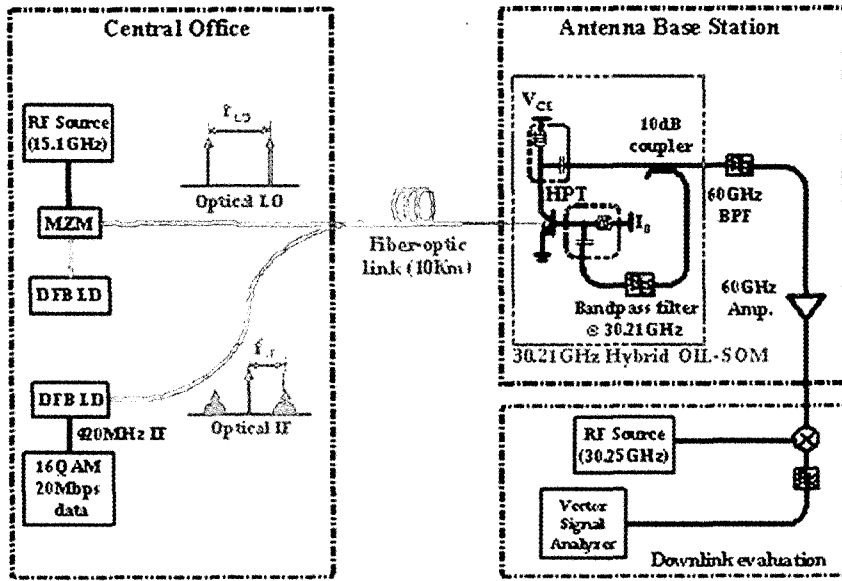 Central Office
RF Source
(15.1GHz)
MZM
DFB LD
Optical LO
DFB LD
420MHz IF
16QAM
20Mbps
data
Optical IF
Fiber-optic
link (10Km)
Antenna Base Station
10dB
coupler
HPT
60GHz
BPF
Bandpass filter
@ 30.21GHz
30.21GHz Hybrid OIL-SOM
60GHz
Amp.
RF Source
(30.25GHz)
Vector
Signal
Analyzer
Downlink evaluation